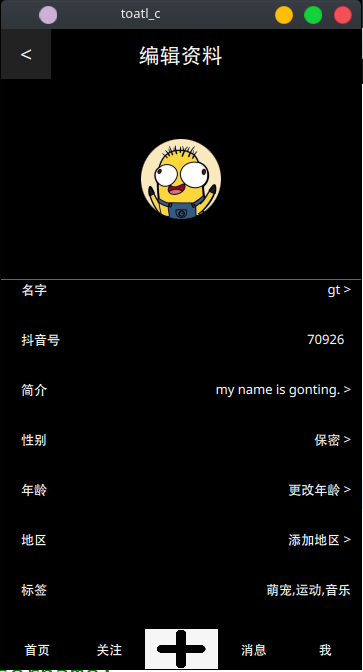 toatl_c
< 编辑资料
名字 gt >
抖音号 70926
简介 my name is gonting. >
性别 保密 >
年龄 更改年龄 >
地区 添加地区 >
标签 萌宠,运动,音乐
首页 关注 消息 我